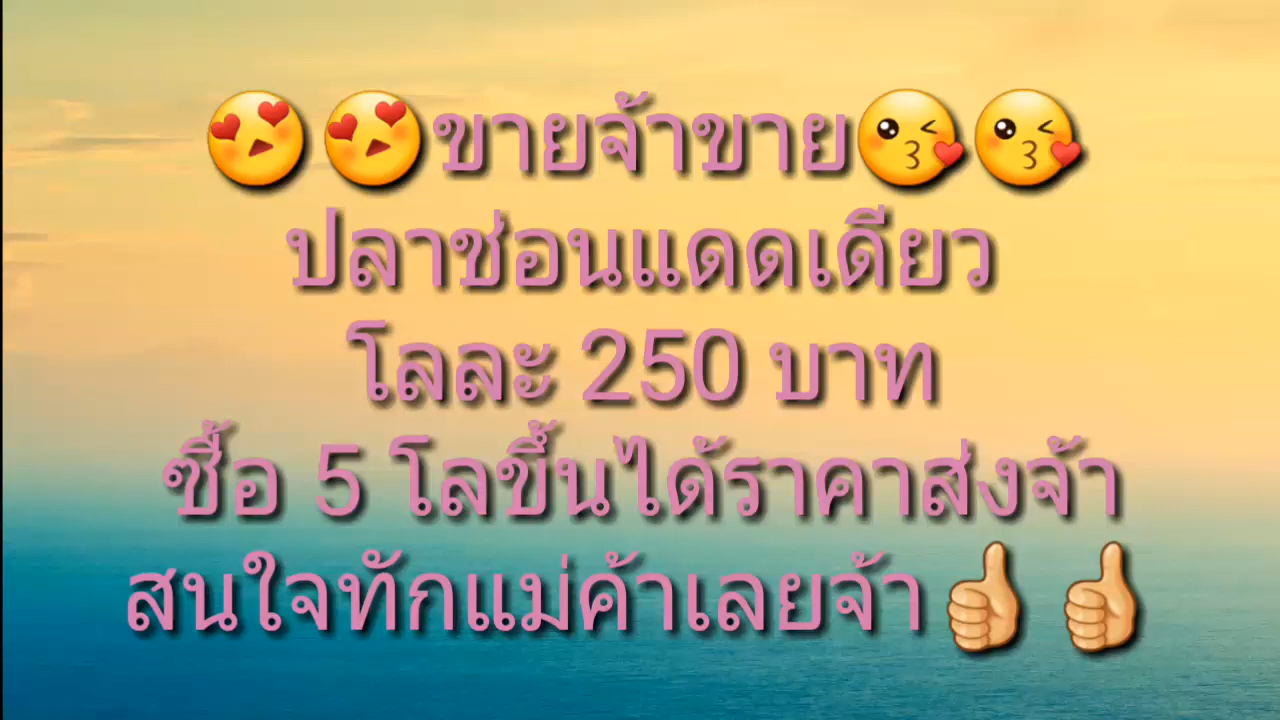 😍😍ขายจ้าขาย😘😘
ปลาช่อนแดดเดียว
โลละ 250 บาท
ซื้อ 5 โลขึ้นได้ราคาส่งจ้า
สนใจทักแม่ค้าเลยจ้า👍👍